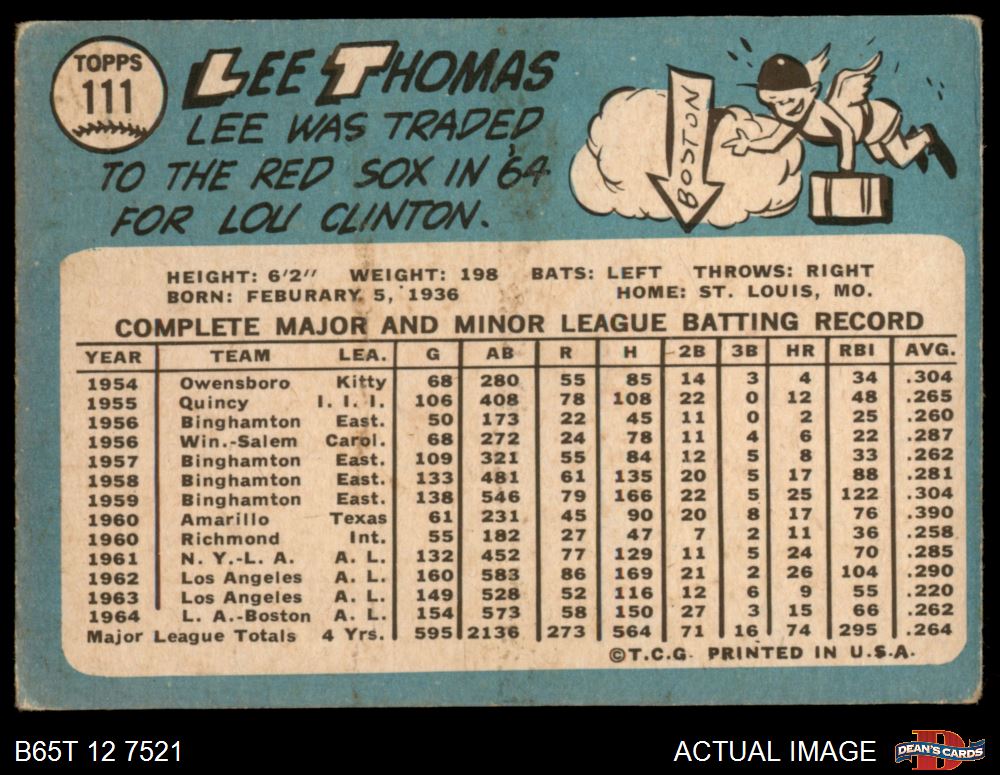 TOPPS
111
LEE THOMAS
LEE WAS TRADED
TO THE RED SOX IN '64
FOR LOU CLINTON.
BOSTON
HEIGHT: 6'2" WEIGHT: 198 BATS: LEFT THROWS: RIGHT
BORN: FEBURARY 5, 1936 HOME: ST. LOUIS, MO.
COMPLETE MAJOR AND MINOR LEAGUE BATTING RECORD
YEAR TEAM LEA. G AB R H 2B 3B HR RBI AVG.
1954 Owensboro Kitty 68 280 55 85 14 3 4 34 .304
1955 Quincy I. I. I. 106 408 78 108 22 0 12 48 .265
1956 Binghamton East. 50 173 22 45 11 0 2 25 .260
1956 Win.-Salem Carol. 68 272 24 78 11 4 6 22 .287
1957 Binghamton East. 109 321 55 84 12 5 8 33 .262
1958 Binghamton East. 133 481 61 135 20 5 17 88 .281
1959 Binghamton East. 138 546 79 166 22 5 25 122 .304
1960 Amarillo Texas 61 231 45 90 20 8 17 76 .390
1960 Richmond Int. 55 182 27 47 7 2 11 36 .258
1961 N. Y.-L. A. A. L. 132 452 77 129 11 5 24 70 .285
1962 Los Angeles A. L. 160 583 86 169 21 2 26 104 .290
1963 Los Angeles A. L. 149 528 52 116 12 6 9 55 .220
1964 L. A.-Boston A. L. 154 573 58 150 27 3 15 66 .262
Major League Totals 4 Yrs. 595 2136 273 564 71 16 74 295 .264
©T.C.G. PRINTED IN U.S.A.
B65T 12 7521
ACTUAL IMAGE
DEAN'S CARDS